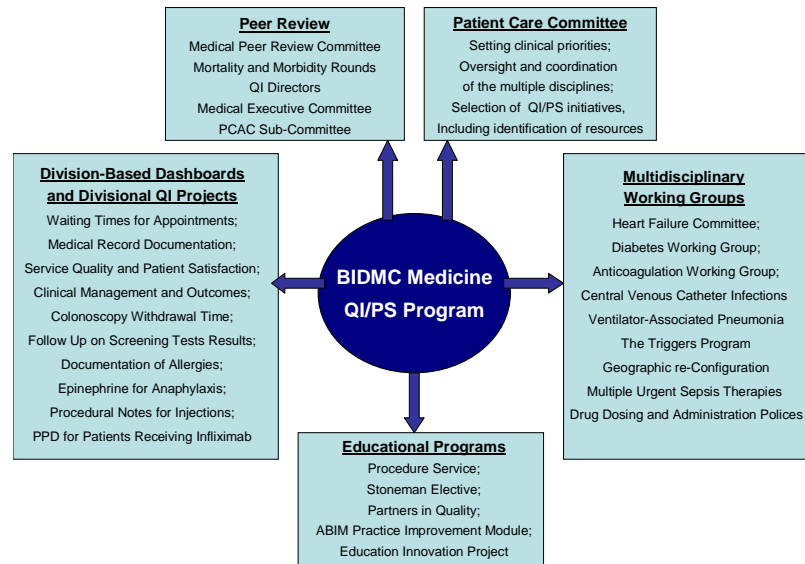 Peer Review
Medical Peer Review Committee
Mortality and Morbidity Rounds
QI Directors
Medical Executive Committee
PCAC Sub-Committee
Patient Care Committee
Setting clinical priorities;
Oversight and coordination
of the multiple disciplines;
Selection of QI/PS initiatives,
Including identification of resources
Division-Based Dashboards
and Divisional QI Projects
Waiting Times for Appointments;
Medical Record Documentation;
Service Quality and Patient Satisfaction;
Clinical Management and Outcomes;
Colonoscopy Withdrawal Time;
Follow Up on Screening Tests Results;
Documentation of Allergies;
Epinephrine for Anaphylaxis;
Procedural Notes for Injections;
PPD for Patients Receiving Infliximab
BIDMC Medicine
QI/PS Program
Multidisciplinary
Working Groups
Heart Failure Committee;
Diabetes Working Group;
Anticoagulation Working Group;
Central Venous Catheter Infections
Ventilator-Associated Pneumonia
The Triggers Program
Geographic re-Configuration
Multiple Urgent Sepsis Therapies
Drug Dosing and Administration Polices
Educational Programs
Procedure Service;
Stoneman Elective;
Partners in Quality;
ABIM Practice Improvement Module;
Education Innovation Project